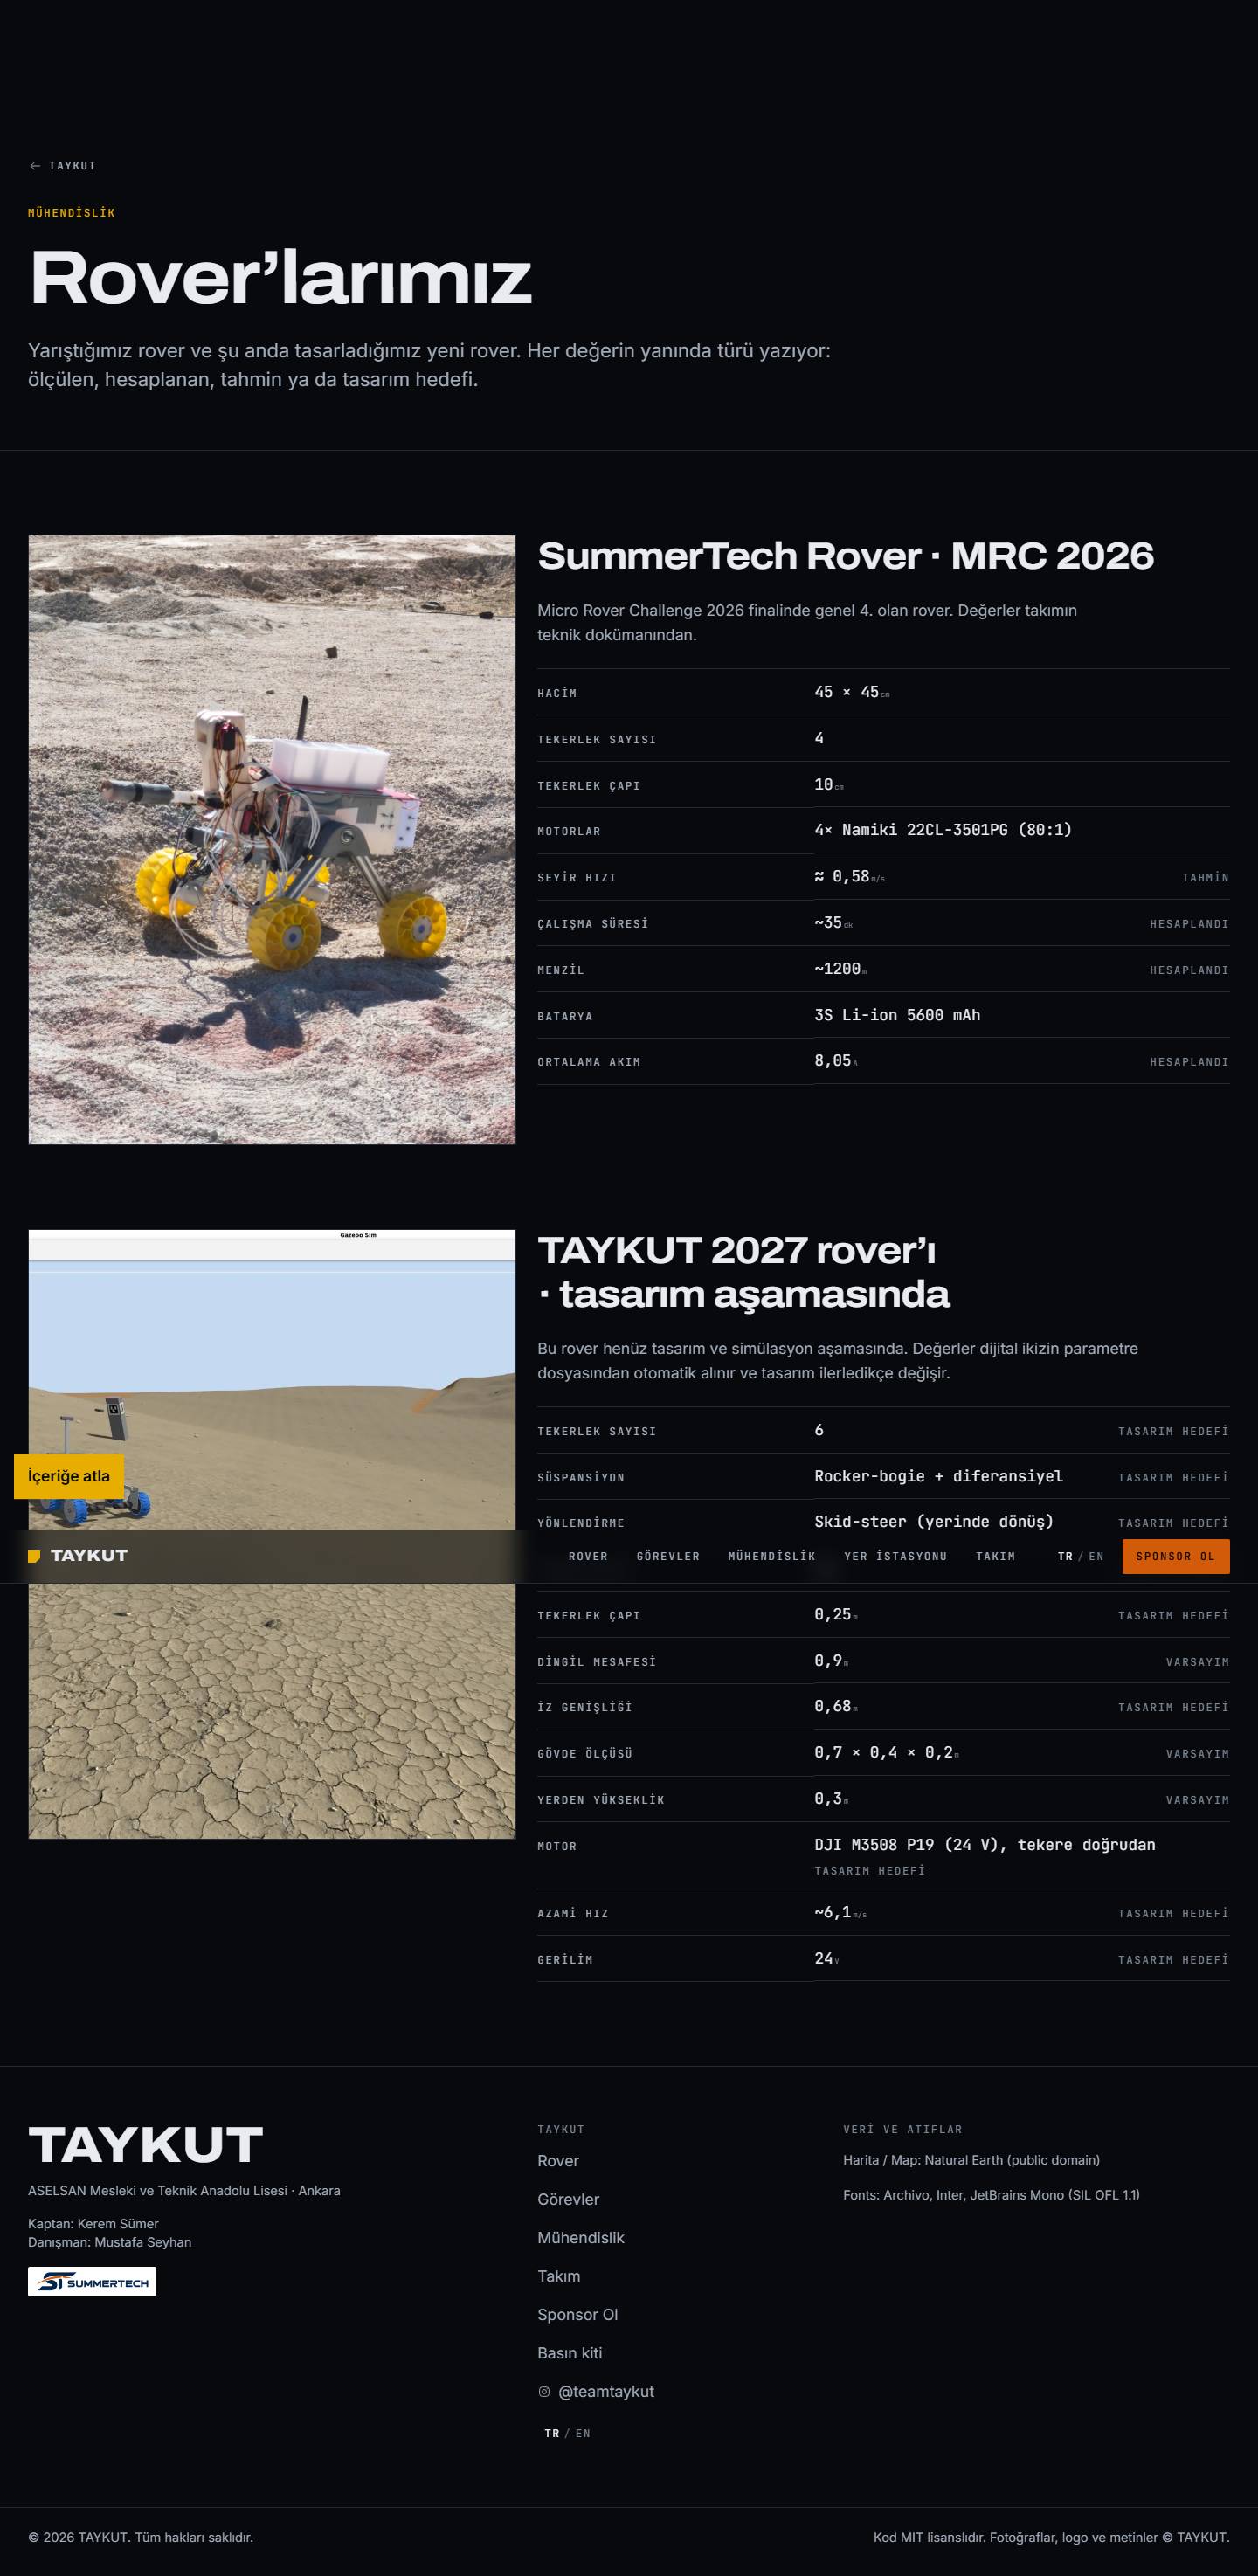 ← TAYKUT
MÜHENDİSLİK
Rover’larımız
Yarıştığımız rover ve şu anda tasarladığımız yeni rover. Her değerin yanında türü yazıyor:
ölçülen, hesaplanan, tahmin ya da tasarım hedefi.
SummerTech Rover · MRC 2026
Micro Rover Challenge 2026 finalinde genel 4. olan rover. Değerler takımın
teknik dokümanından.
HACİM 45 × 45 cm
TEKERLEK SAYISI 4
TEKERLEK ÇAPI 10 cm
MOTORLAR 4× Namiki 22CL-3501PG (80:1)
SEYİR HIZI ≈ 0,58 m/s TAHMİN
ÇALIŞMA SÜRESİ ~35 dk HESAPLANDI
MENZİL ~1200 m HESAPLANDI
BATARYA 3S Li-ion 5600 mAh
ORTALAMA AKIM 8,05 A HESAPLANDI
Gazebo Sim
TAYKUT 2027 rover’ı
· tasarım aşamasında
Bu rover henüz tasarım ve simülasyon aşamasında. Değerler dijital ikizin parametre
dosyasından otomatik alınır ve tasarım ilerledikçe değişir.
TEKERLEK SAYISI 6 TASARIM HEDEFİ
İçeriğe atla
SÜSPANSİYON Rocker-bogie + diferansiyel TASARIM HEDEFİ
YÖNLENDİRME Skid-steer (yerinde dönüş) TASARIM HEDEFİ
TAYKUT ROVER GÖREVLER MÜHENDİSLİK YER İSTASYONU TAKIM TR / EN SPONSOR OL
TEKERLEK ÇAPI 0,25 m TASARIM HEDEFİ
DİNGİL MESAFESİ 0,9 m VARSAYIM
İZ GENİŞLİĞİ 0,68 m TASARIM HEDEFİ
GÖVDE ÖLÇÜSÜ 0,7 × 0,4 × 0,2 m VARSAYIM
YERDEN YÜKSEKLİK 0,3 m VARSAYIM
MOTOR DJI M3508 P19 (24 V), tekere doğrudan
TASARIM HEDEFİ
AZAMİ HIZ ~6,1 m/s TASARIM HEDEFİ
GERİLİM 24 V TASARIM HEDEFİ
TAYKUT
ASELSAN Mesleki ve Teknik Anadolu Lisesi · Ankara
Kaptan: Kerem Sümer
Danışman: Mustafa Seyhan
ST SUMMERTECH
TAYKUT
Rover
Görevler
Mühendislik
Takım
Sponsor Ol
Basın kiti
@teamtaykut
TR / EN
VERİ VE ATIFLAR
Harita / Map: Natural Earth (public domain)
Fonts: Archivo, Inter, JetBrains Mono (SIL OFL 1.1)
© 2026 TAYKUT. Tüm hakları saklıdır.
Kod MIT lisanslıdır. Fotoğraflar, logo ve metinler © TAYKUT.